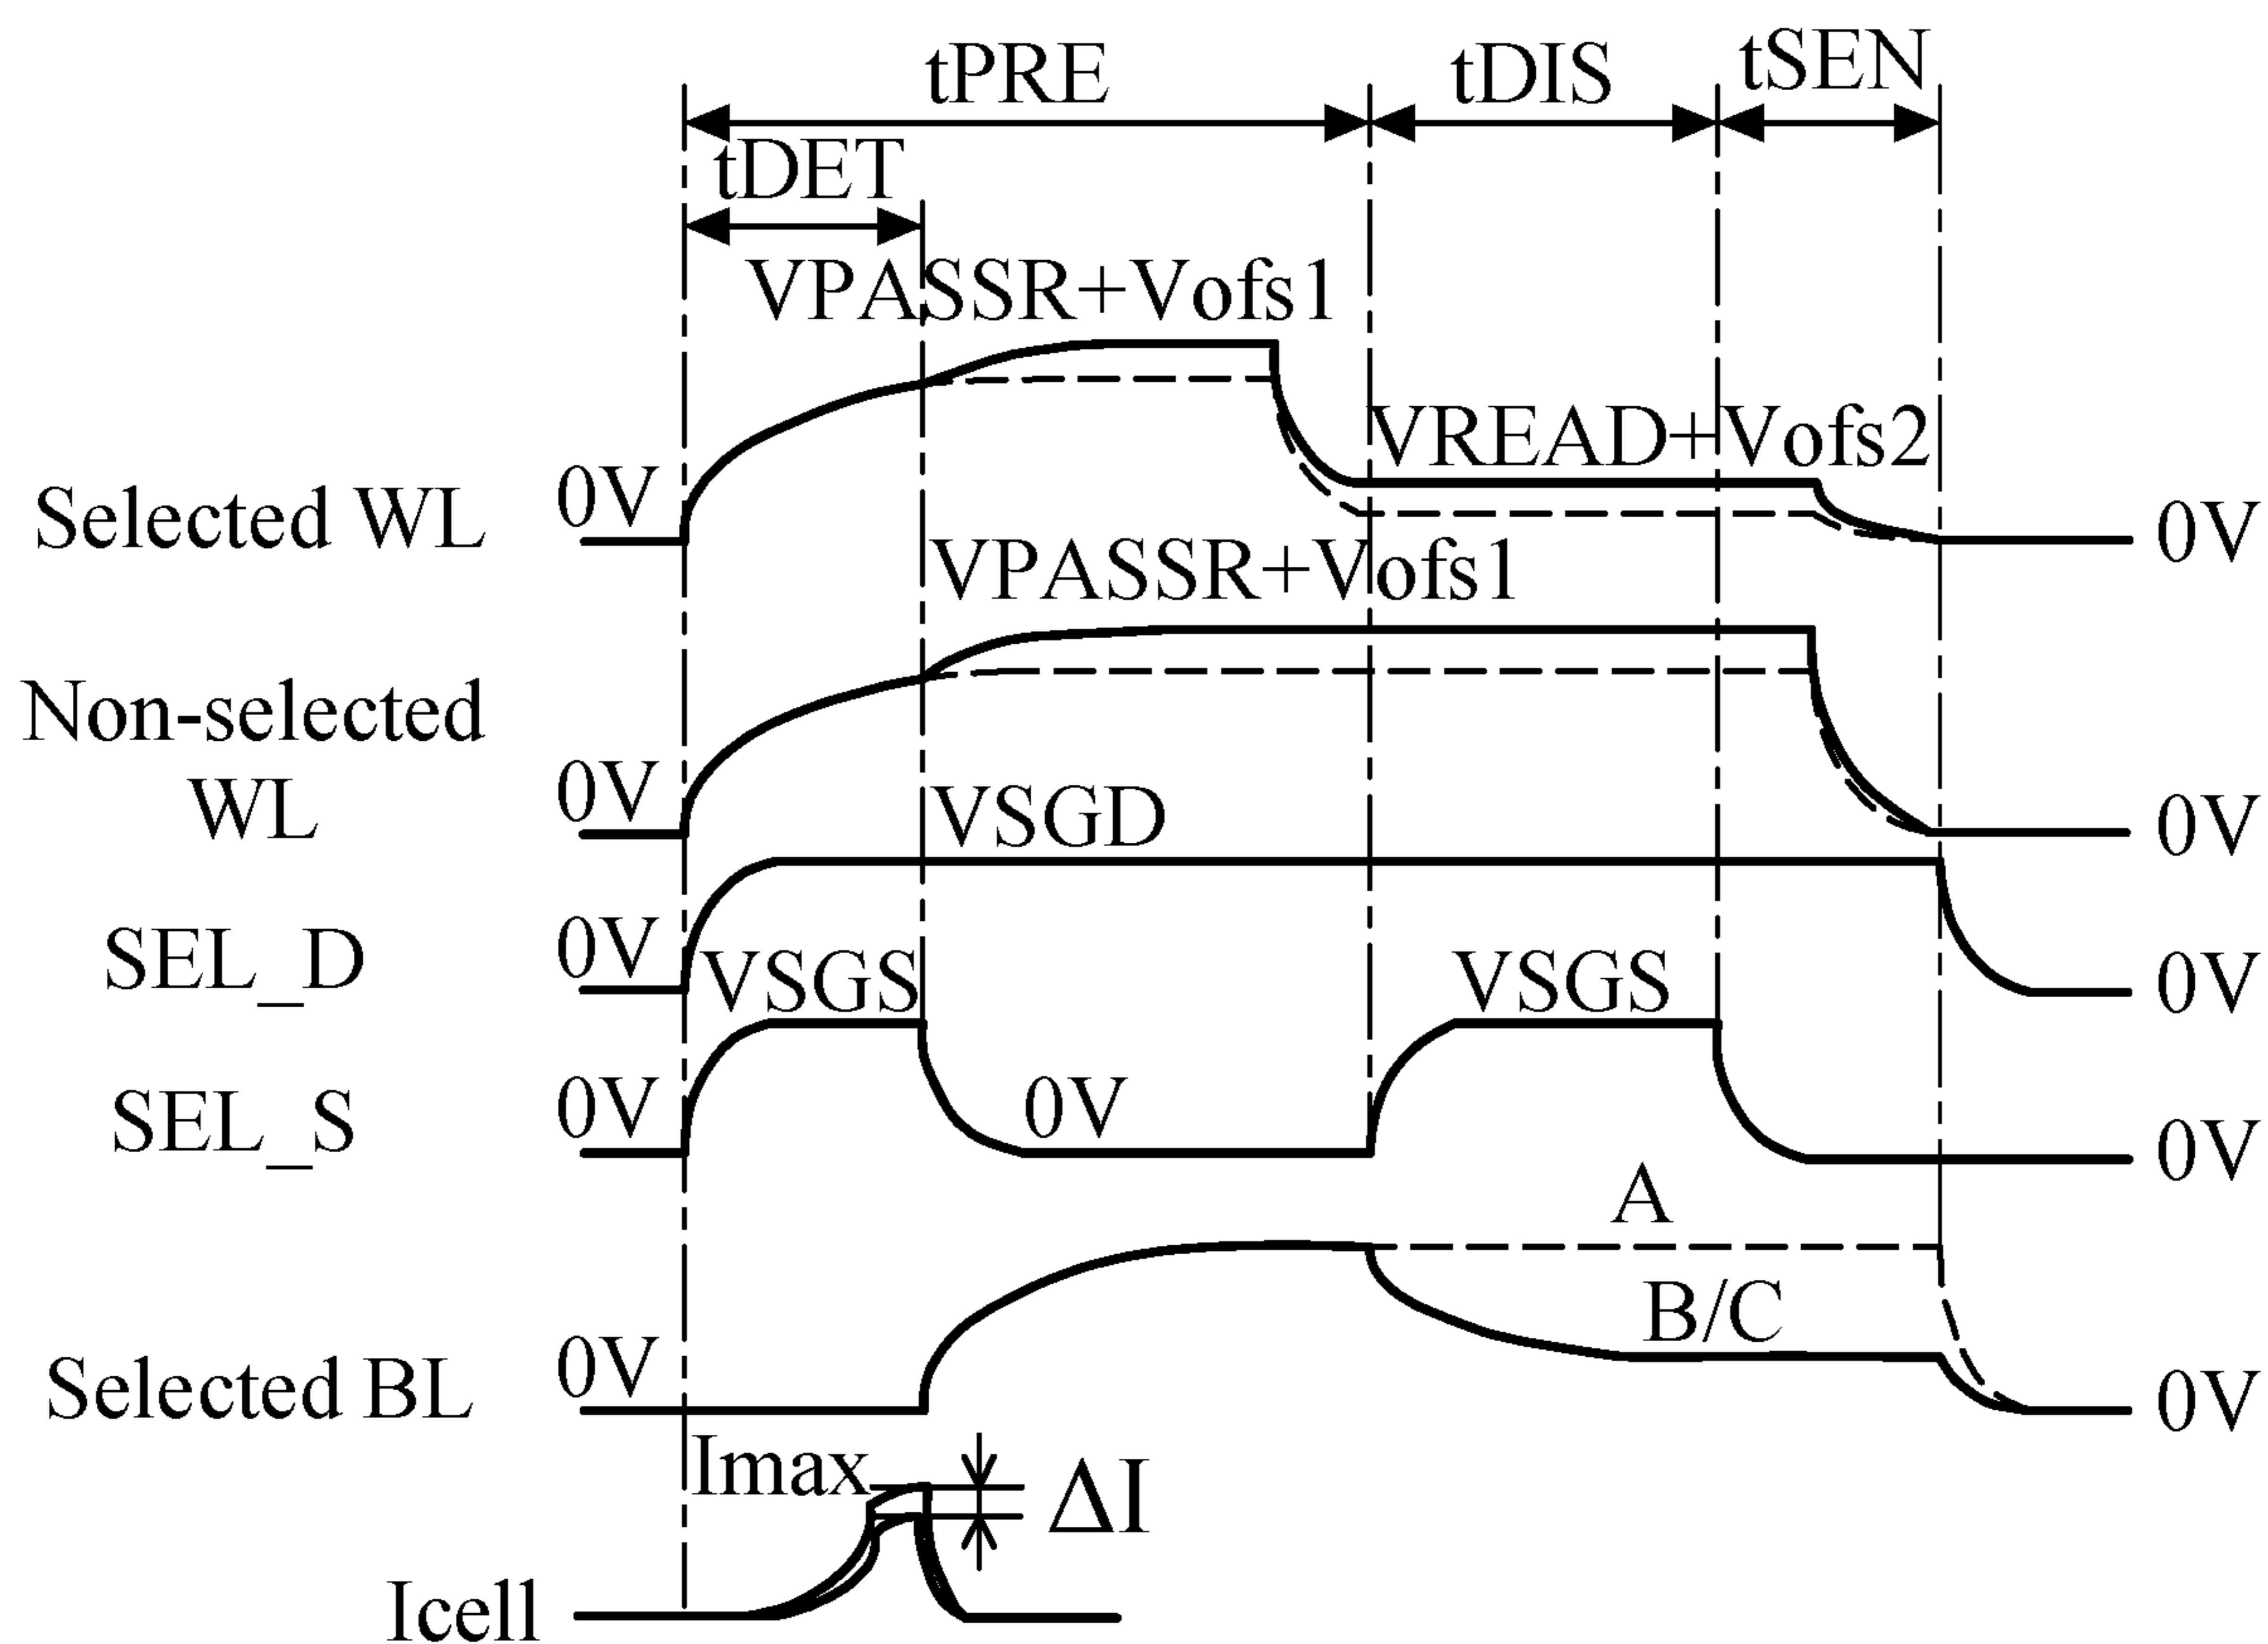 tPRE tDIS tSEN
tDET
VPASSR+Vofs1
VREAD+Vofs2
Selected WL 0V 0V
VPASSR+Vofs1
Non-selected
WL 0V 0V
VSGD
SEL_D 0V 0V
VSGS VSGS
SEL_S 0V 0V 0V
A
B/C
Selected BL 0V 0V
Imax ΔI
Icell